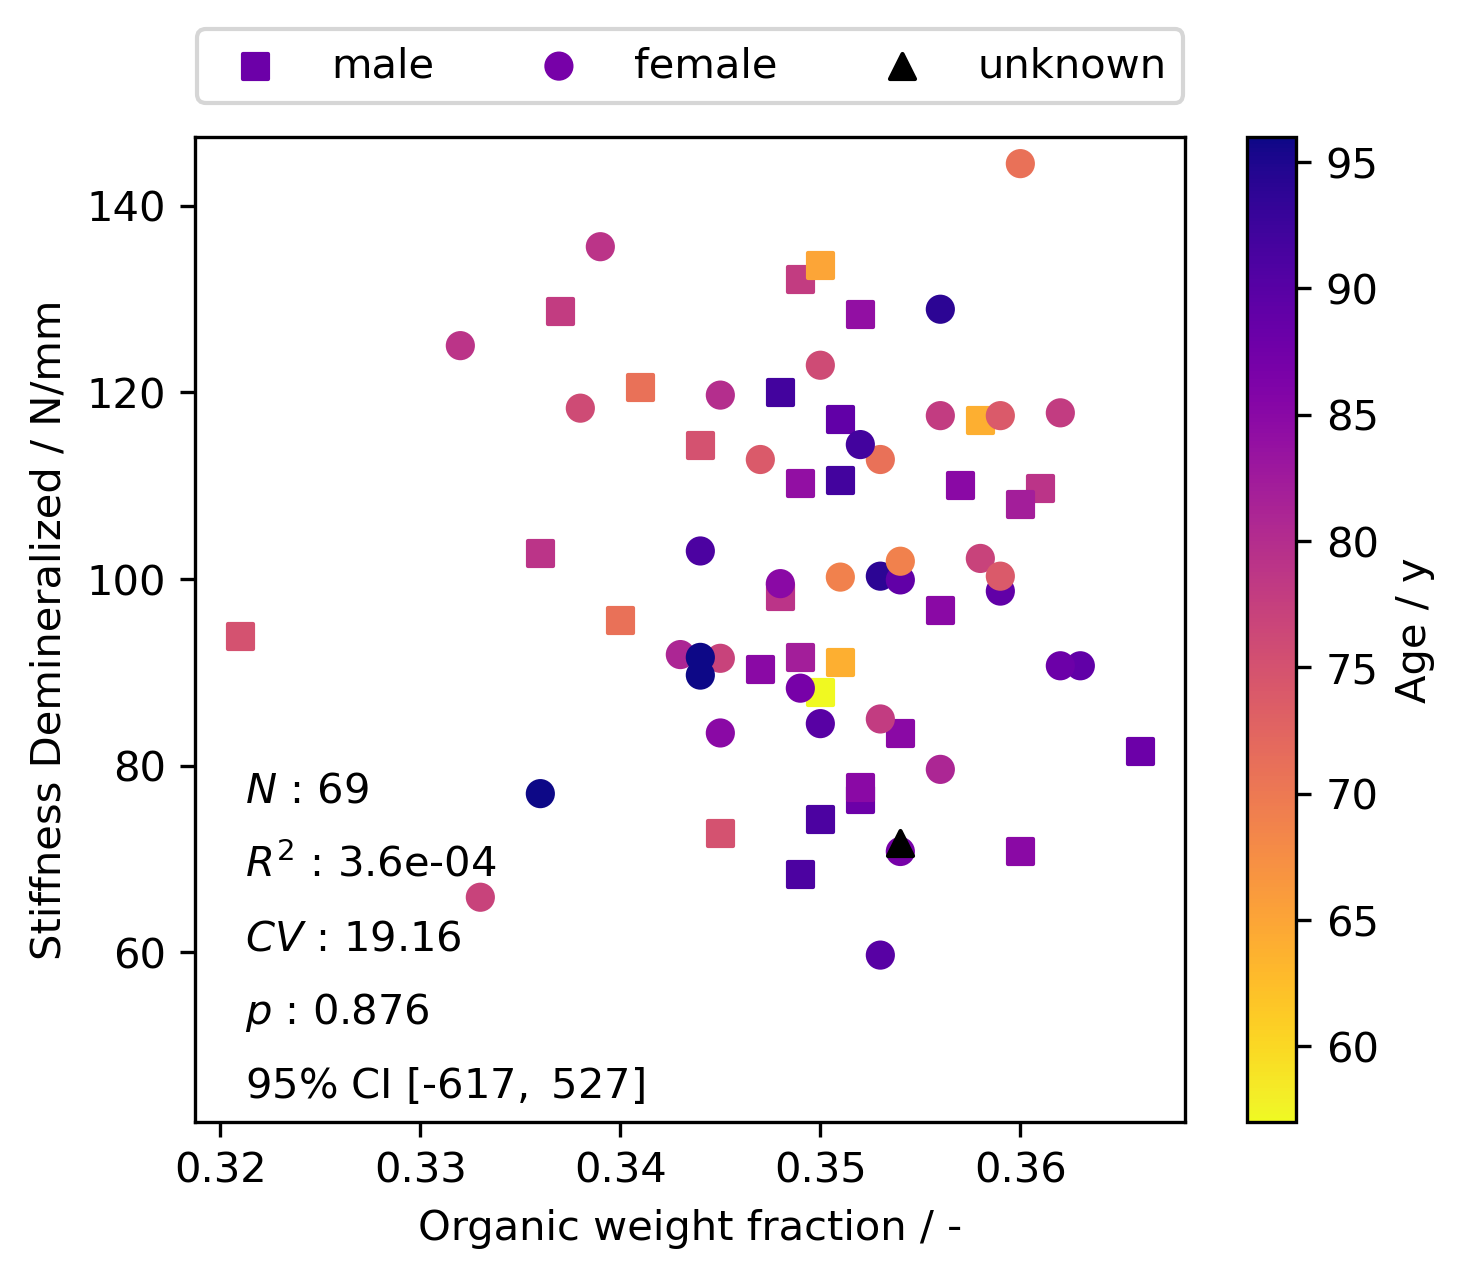 male female unknown
140
120
100
80
60
Stiffness Demineralized / N/mm
N : 69
R² : 3.6e-04
CV : 19.16
p : 0.876
95% CI [-617, 527]
0.32 0.33 0.34 0.35 0.36
Organic weight fraction / -
95
90
85
80
75
70
65
60
Age / y